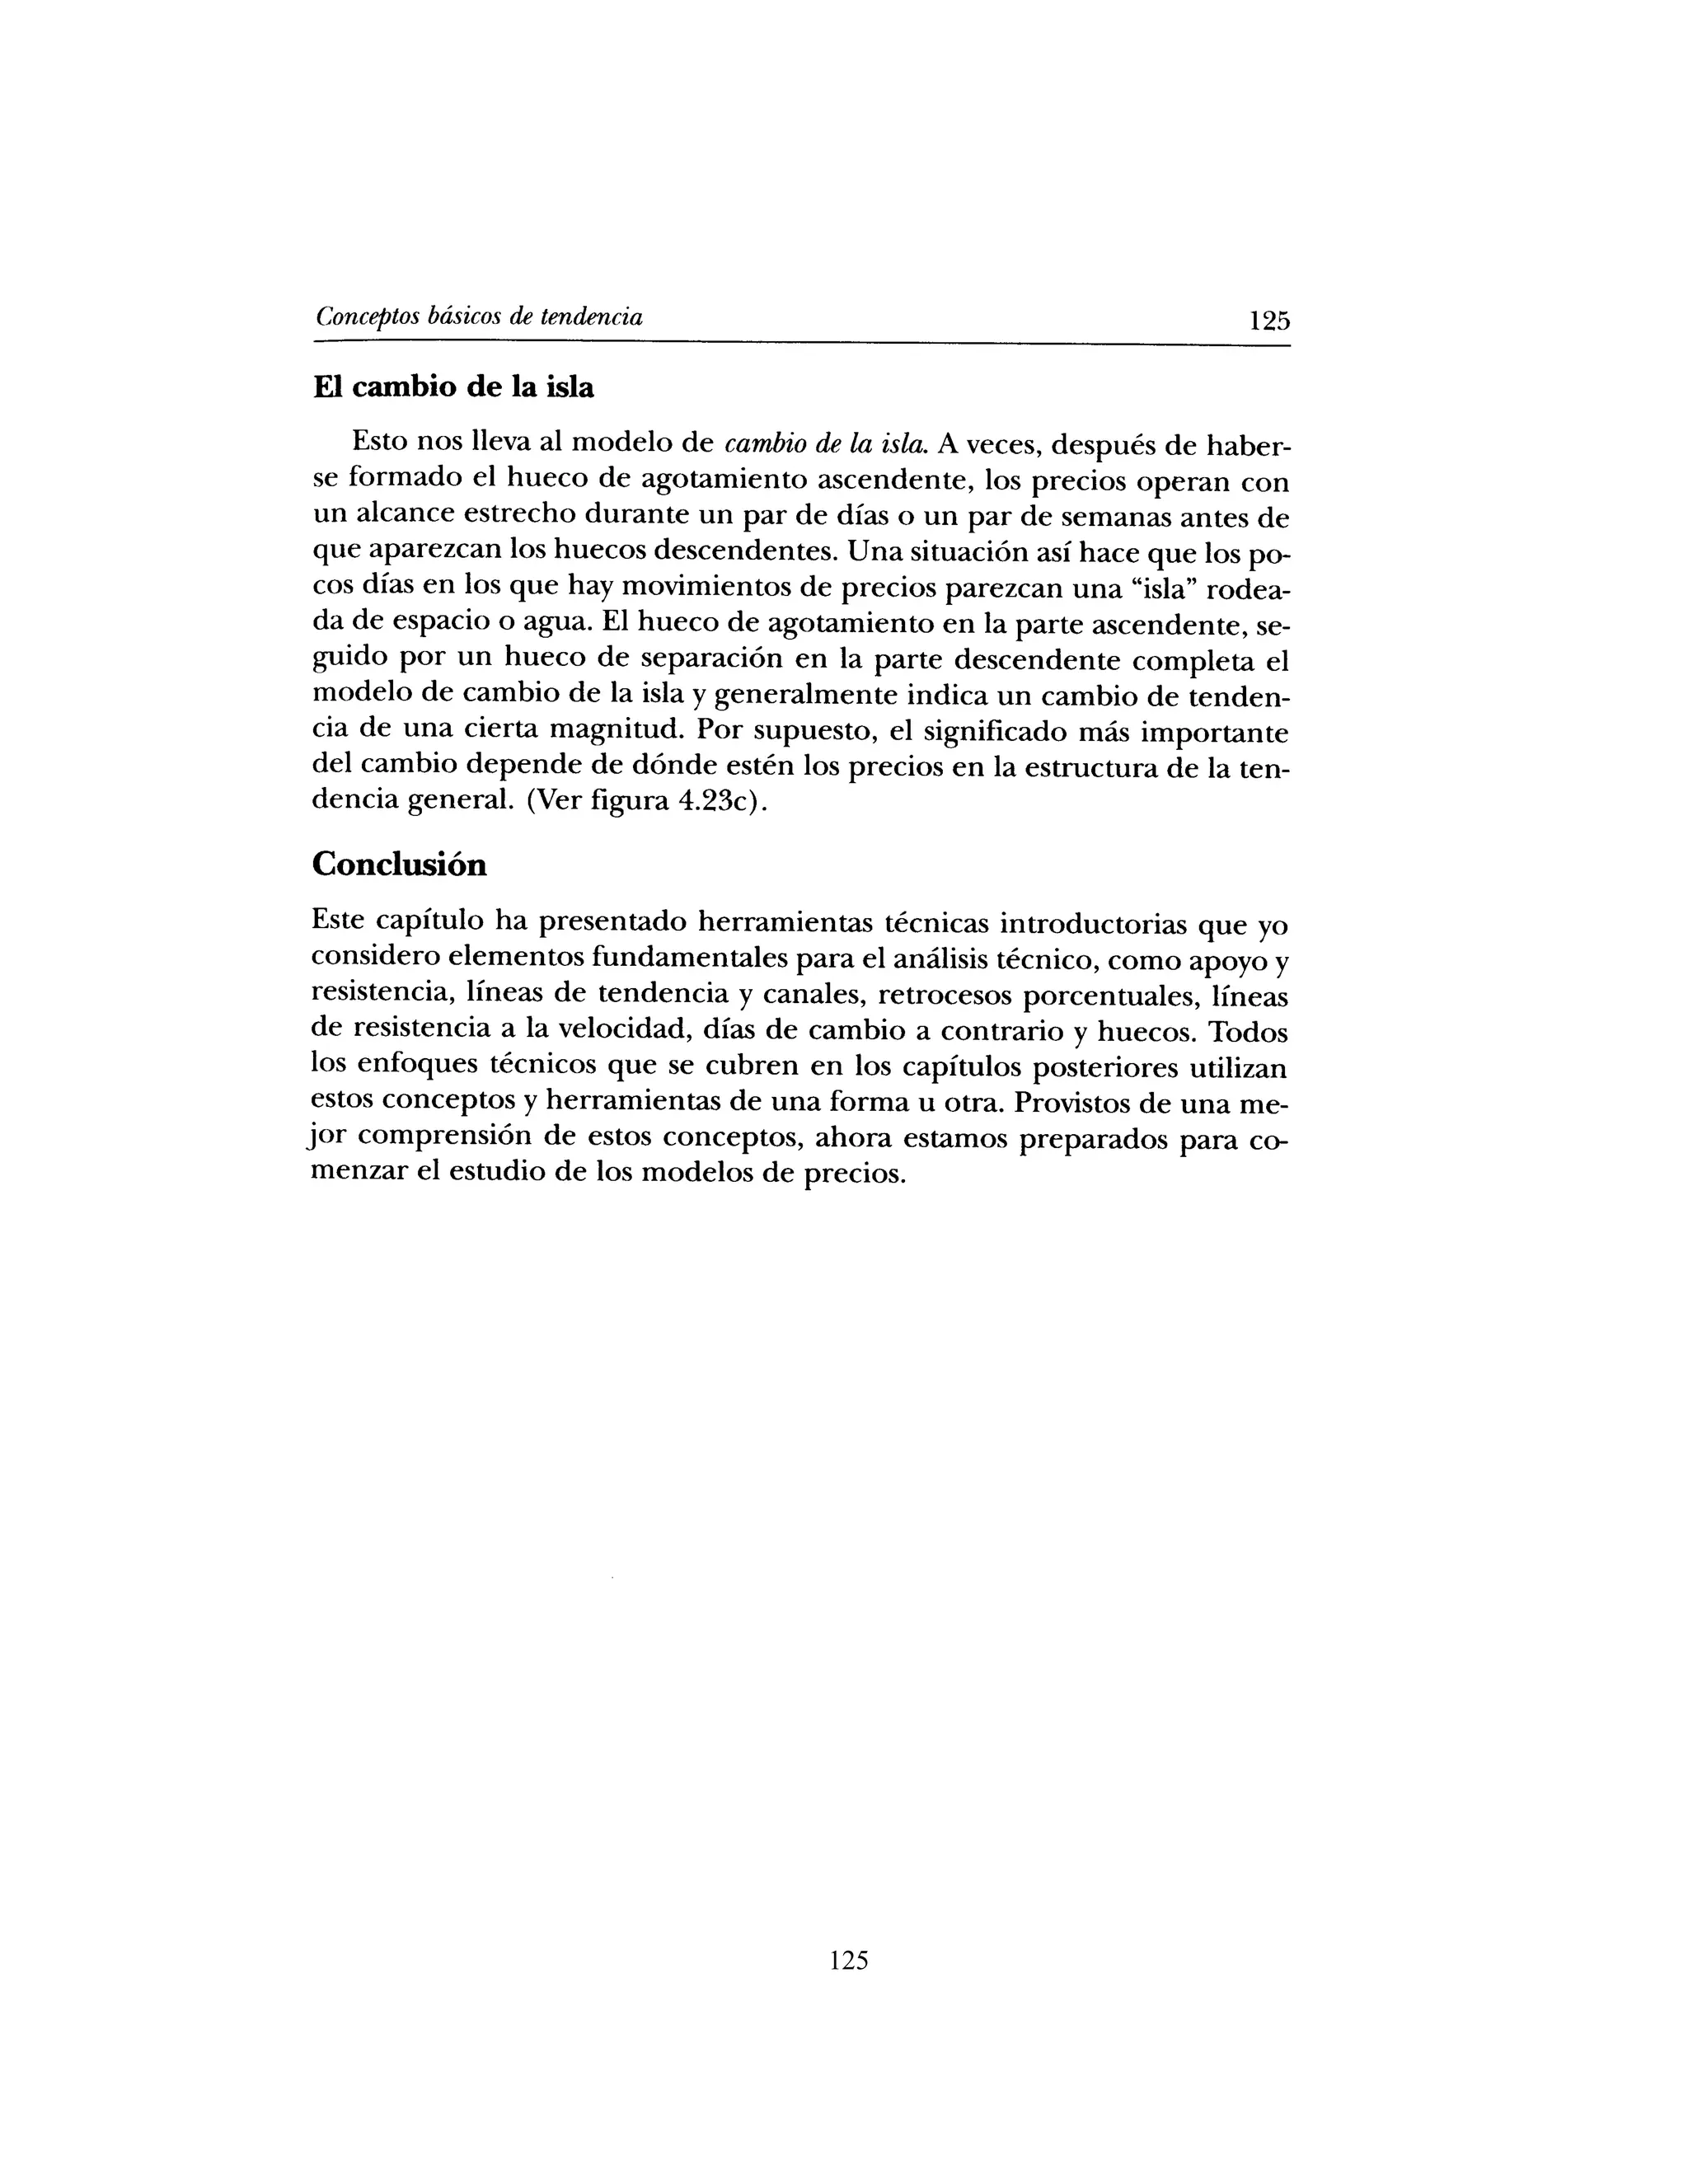 Conceptos básicos de tendencia 125
El cambio de la isla
Esto nos lleva al modelo de cambio de la isla. A veces, después de haber-
se formado el hueco de agotamiento ascendente, los precios operan con
un alcance estrecho durante un par de días o un par de semanas antes de
que aparezcan los huecos descendentes. Una situación así hace que los po-
cos días en los que hay movimientos de precios parezcan una “isla” rodea-
da de espacio o agua. El hueco de agotamiento en la parte ascendente, se-
guido por un hueco de separación en la parte descendente completa el
modelo de cambio de la isla y generalmente indica un cambio de tenden-
cia de una cierta magnitud. Por supuesto, el significado más importante
del cambio depende de dónde estén los precios en la estructura de la ten-
dencia general. (Ver figura 4.23c).
Conclusión
Este capítulo ha presentado herramientas técnicas introductorias que yo
considero elementos fundamentales para el análisis técnico, como apoyo y
resistencia, líneas de tendencia y canales, retrocesos porcentuales, líneas
de resistencia a la velocidad, días de cambio a contrario y huecos. Todos
los enfoques técnicos que se cubren en los capítulos posteriores utilizan
estos conceptos y herramientas de una forma u otra. Provistos de una me-
jor comprensión de estos conceptos, ahora estamos preparados para co-
menzar el estudio de los modelos de precios.
125